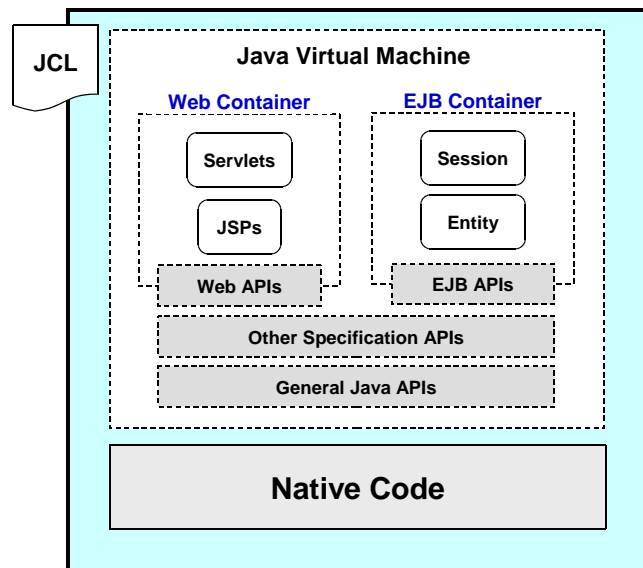 JCL
Java Virtual Machine
Web Container
EJB Container
Servlets
Session
JSPs
Entity
Web APIs
EJB APIs
Other Specification APIs
General Java APIs
Native Code